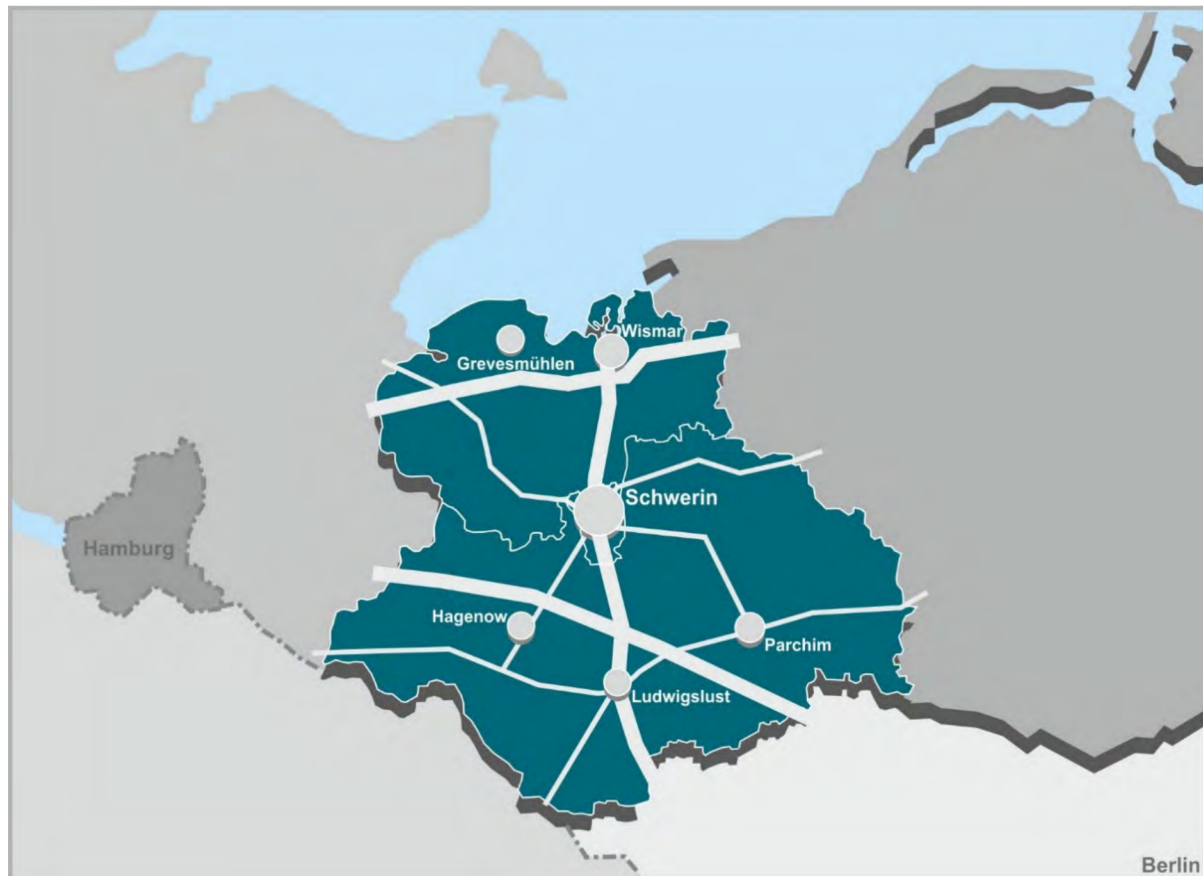 Wismar
Grevesmühlen
Schwerin
Hamburg
Hagenow
Parchim
Ludwigslust
Berlin